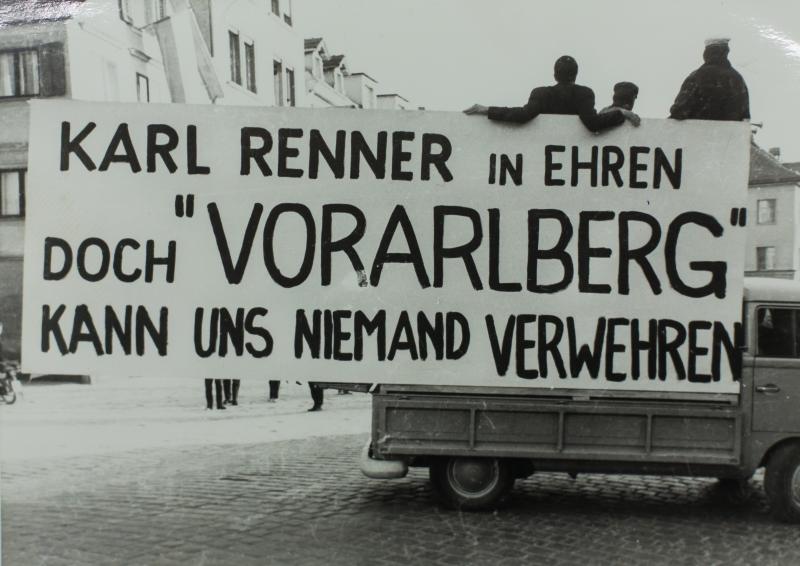 KARL RENNER IN EHREN
DOCH "VORARLBERG"
KANN UNS NIEMAND VERWEHREN